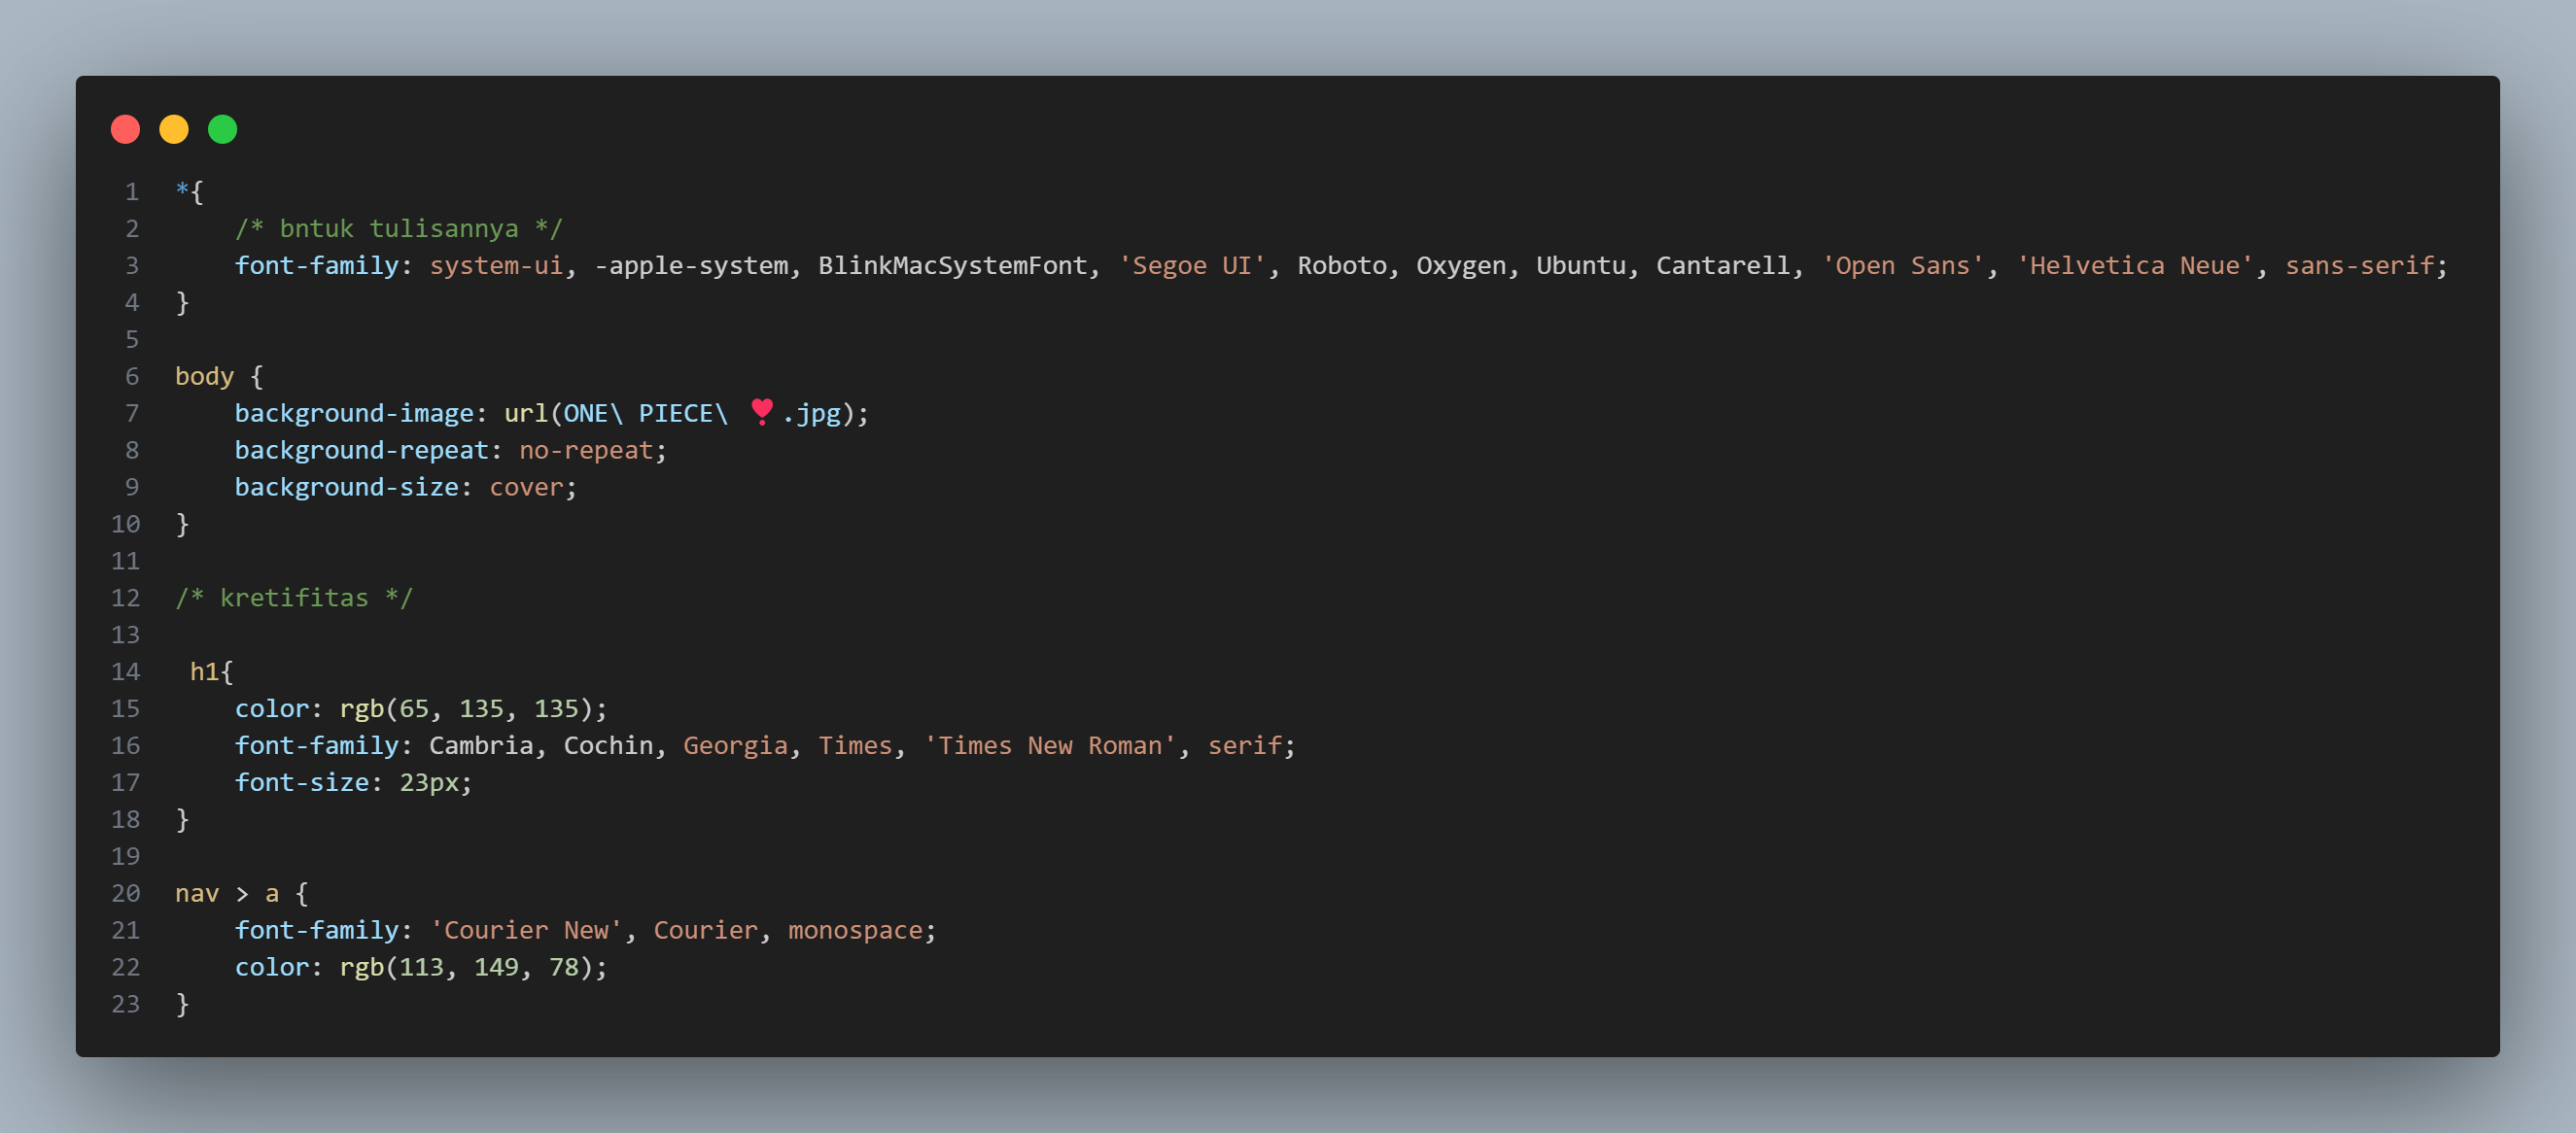 1 *{
2 /* bntuk tulisannya */
3 font-family: system-ui, -apple-system, BlinkMacSystemFont, 'Segoe UI', Roboto, Oxygen, Ubuntu, Cantarell, 'Open Sans', 'Helvetica Neue', sans-serif;
4 }
5
6 body {
7 background-image: url(ONE\ PIECE\ ❣️.jpg);
8 background-repeat: no-repeat;
9 background-size: cover;
10 }
11
12 /* kretifitas */
13
14 h1{
15 color: rgb(65, 135, 135);
16 font-family: Cambria, Cochin, Georgia, Times, 'Times New Roman', serif;
17 font-size: 23px;
18 }
19
20 nav > a {
21 font-family: 'Courier New', Courier, monospace;
22 color: rgb(113, 149, 78);
23 }